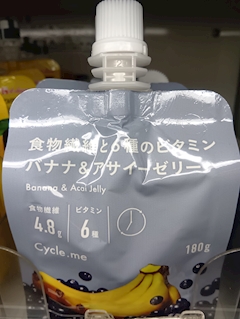 食物繊維と6種のビタミン
バナナ&アサイーゼリー
Banana & Acai Jelly
食物繊維 ビタミン
4.8g 6種
Cycle.me
180g